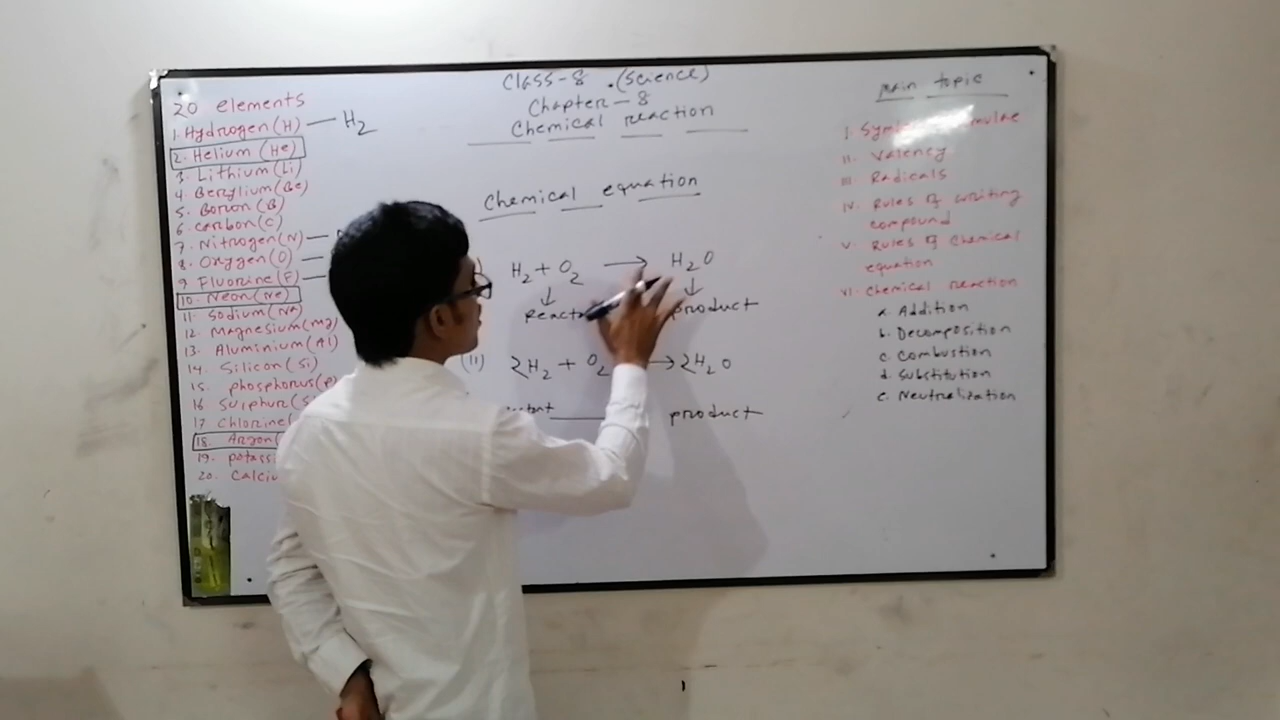 Class-8 .(Science)
Chapter-8
Chemical reaction
20 elements
1. Hydrogen (H) — H2
2. Helium (He)
3. Lithium (Li)
4. Berylium (Be)
5. Boron (B)
6. Carbon (C)
7. Nitrogen (N) —
8. Oxygen (O) —
9. Fluorine (F) —
10. Neon (Ne)
11. Sodium (Na)
12. Magnesium (Mg)
13. Aluminium (Al)
14. Silicon (Si)
15. phosphorus (p)
16. Sulphur (S
17. Chlorine (
18. Argon (
19. potass
20. Calciu
Chemical equation
H2 + O2 → H2O
↓ ↓
React product
(II) 2H2 + O2 → 2H2O
product
Main topic
I.
II. Valency
III. Radicals
IV. Rules of writing
compound
V. Rules of Chemical
equation
VI. Chemical reaction
a. Addition
b. Decomposition
c. Combustion
d. Substitution
e. Neutralization